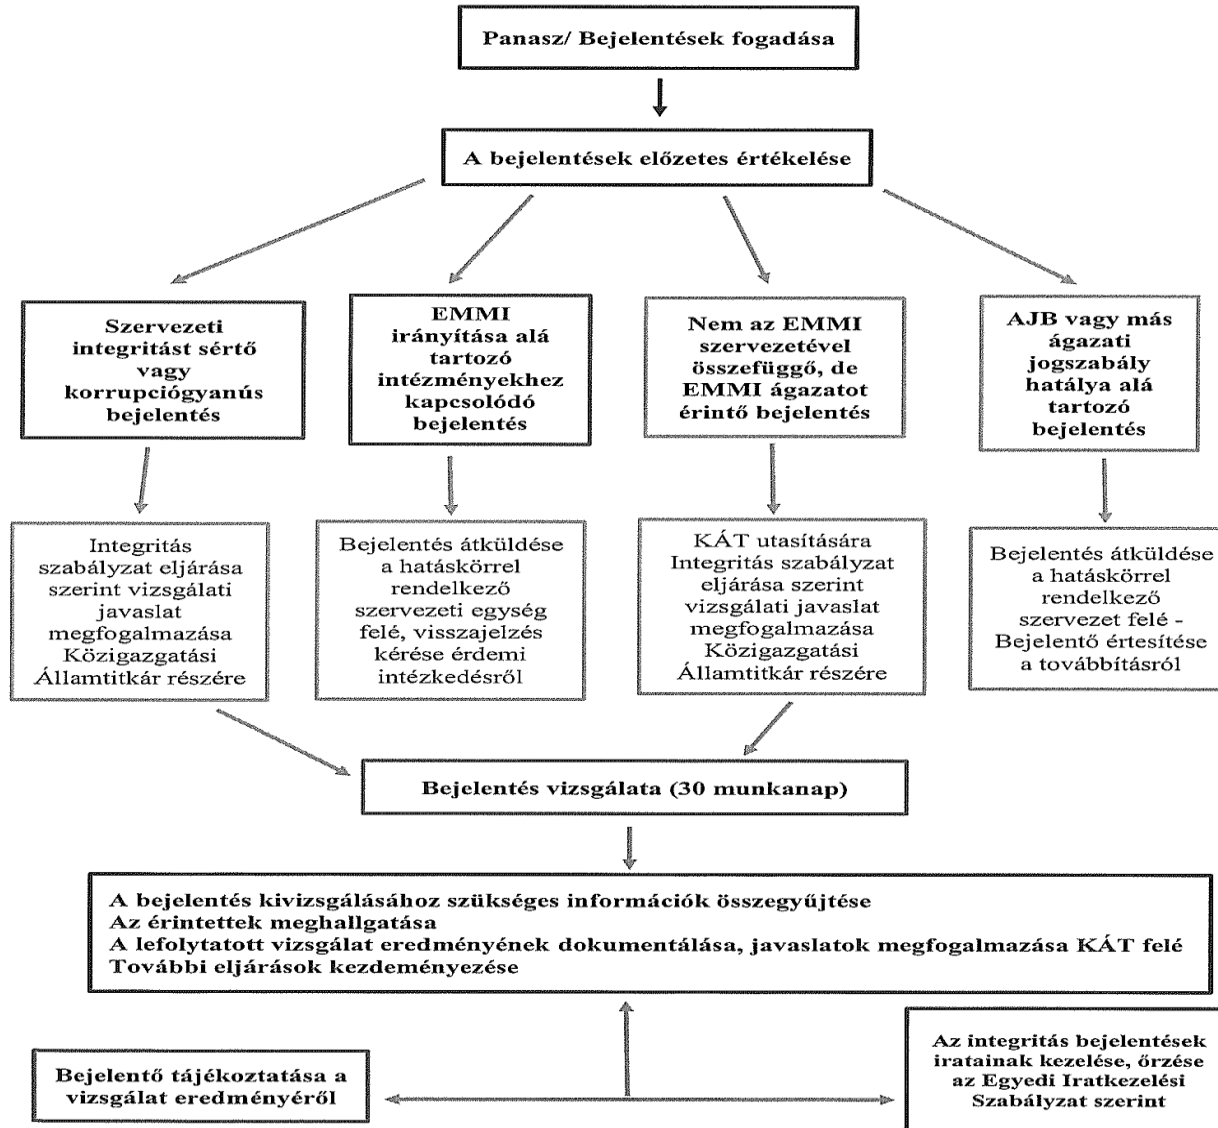 Panasz/ Bejelentések fogadása
A bejelentések előzetes értékelése
Szervezeti
integritást sértő
vagy
korrupciógyanús
bejelentés
EMMI
irányítása alá
tartozó
intézményekhez
kapcsolódó
bejelentés
Nem az EMMI
szervezetével
összefüggő, de
EMMI ágazatot
érintő bejelentés
AJB vagy más
ágazati
jogszabály
hatálya alá
tartozó
bejelentés
Integritás
szabályzat eljárása
szerint vizsgálati
javaslat
megfogalmazása
Közigazgatási
Államtitkár részére
Bejelentés átküldése
a hatáskörrel
rendelkező
szervezeti egység
felé, visszajelzés
kérése érdemi
intézkedésről
KÁT utasítására
Integritás szabályzat
eljárása szerint
vizsgálati javaslat
megfogalmazása
Közigazgatási
Államtitkár részére
Bejelentés átküldése
a hatáskörrel
rendelkező
szervezet felé -
Bejelentő értesítése
a továbbításról
Bejelentés vizsgálata (30 munkanap)
A bejelentés kivizsgálásához szükséges információk összegyűjtése
Az érintettek meghallgatása
A lefolytatott vizsgálat eredményének dokumentálása, javaslatok megfogalmazása KÁT felé
További eljárások kezdeményezése
Bejelentő tájékoztatása a
vizsgálat eredményéről
Az integritás bejelentések
iratainak kezelése, őrzése
az Egyedi Iratkezelési
Szabályzat szerint